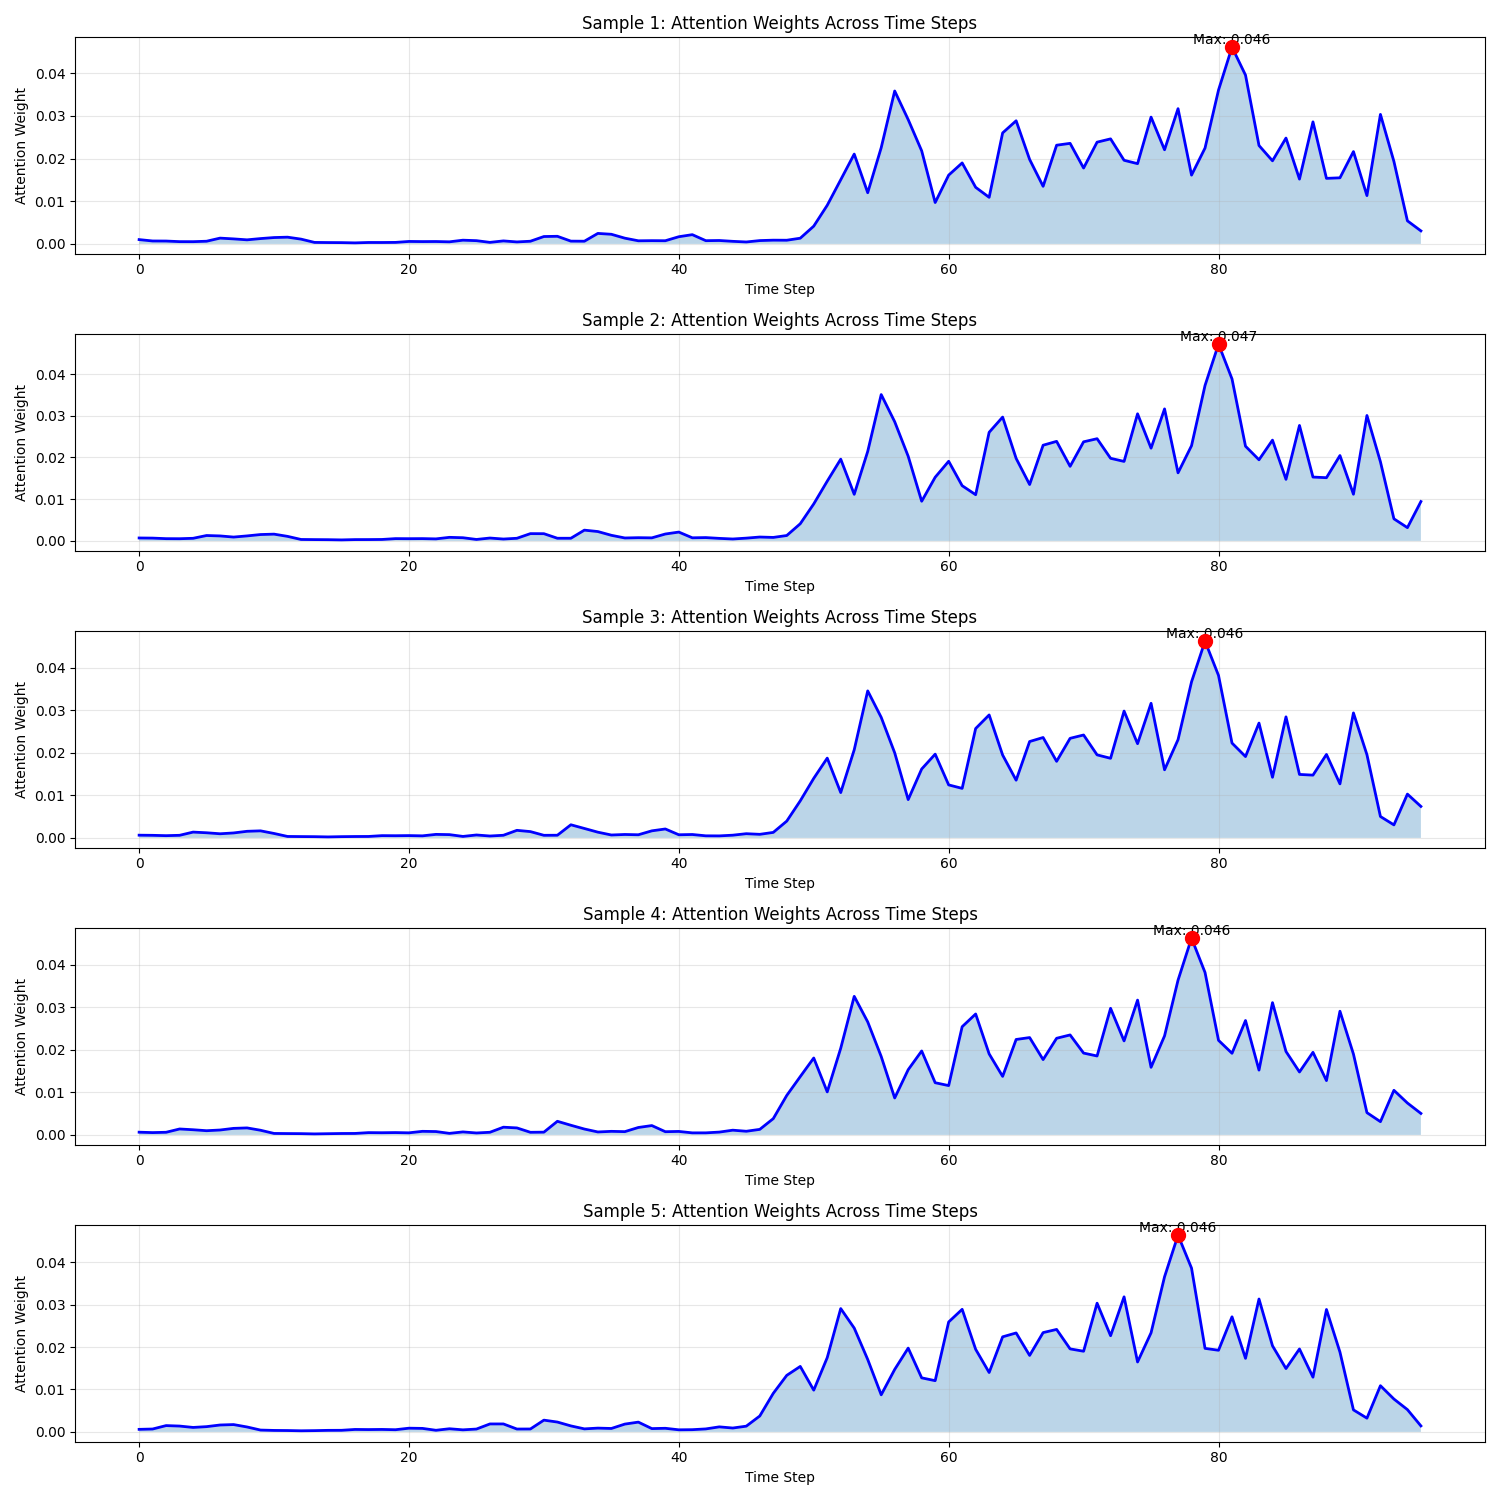 Sample 1: Attention Weights Across Time Steps
Max: 0.046
Attention Weight
0.04
0.03
0.02
0.01
0.00
0 20 40 60 80
Time Step
Sample 2: Attention Weights Across Time Steps
Max: 0.047
Attention Weight
0.04
0.03
0.02
0.01
0.00
0 20 40 60 80
Time Step
Sample 3: Attention Weights Across Time Steps
Max: 0.046
Attention Weight
0.04
0.03
0.02
0.01
0.00
0 20 40 60 80
Time Step
Sample 4: Attention Weights Across Time Steps
Max: 0.046
Attention Weight
0.04
0.03
0.02
0.01
0.00
0 20 40 60 80
Time Step
Sample 5: Attention Weights Across Time Steps
Max: 0.046
Attention Weight
0.04
0.03
0.02
0.01
0.00
0 20 40 60 80
Time Step